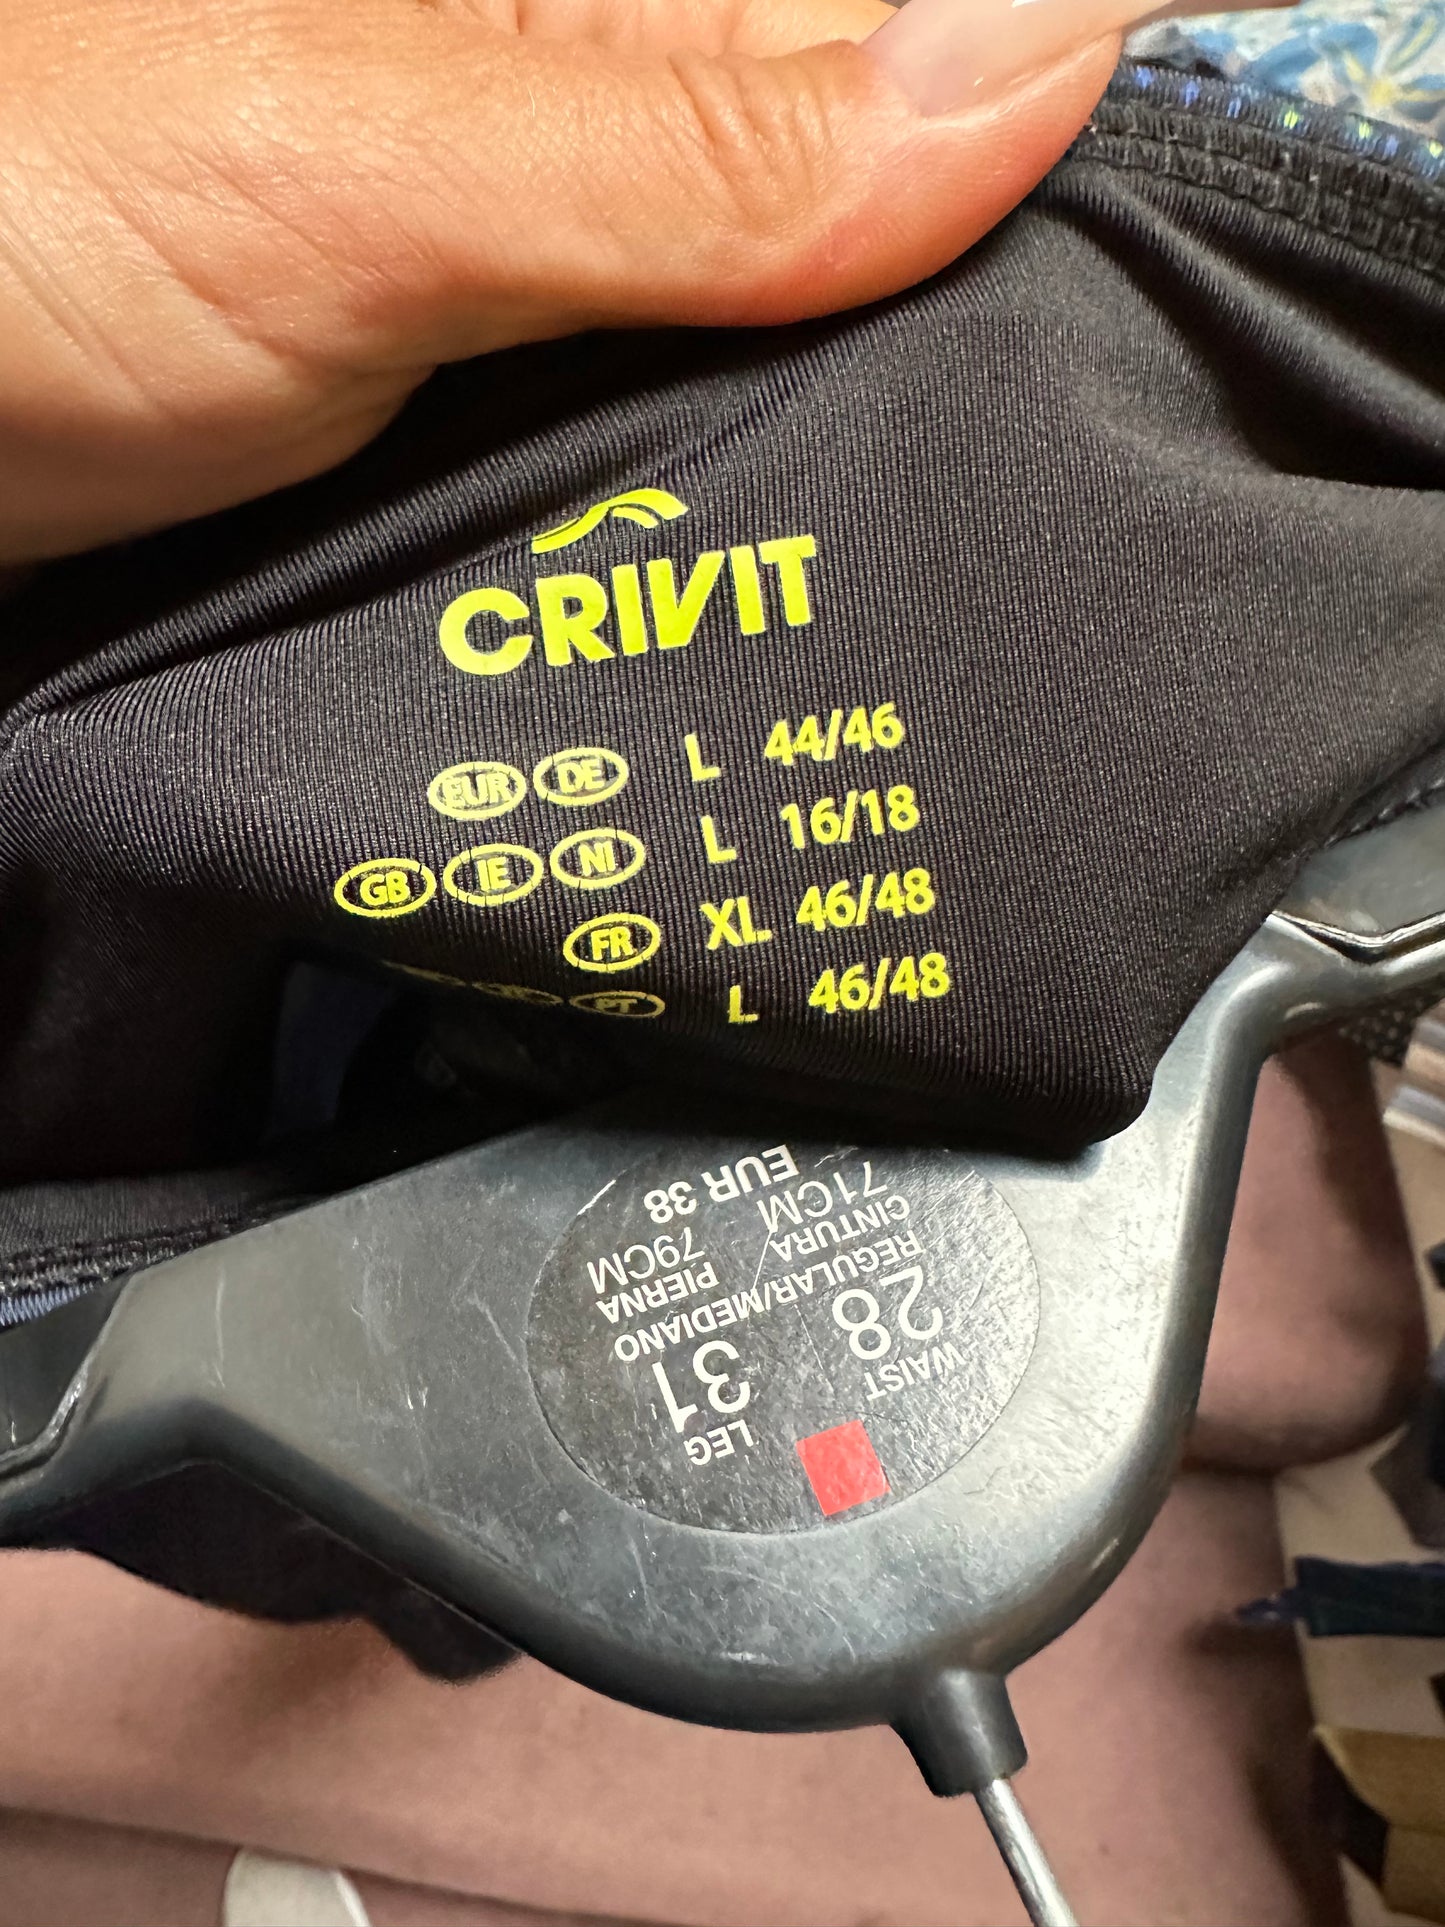 CRIVIT
EUR DE L 44/46
GB IE NI L 16/18
FR XL 46/48
PT L 46/48
LEG
31
REGULAR/MEDIANO
PIERNA
79CM
WAIST
28
CINTURA
71CM
EUR 38